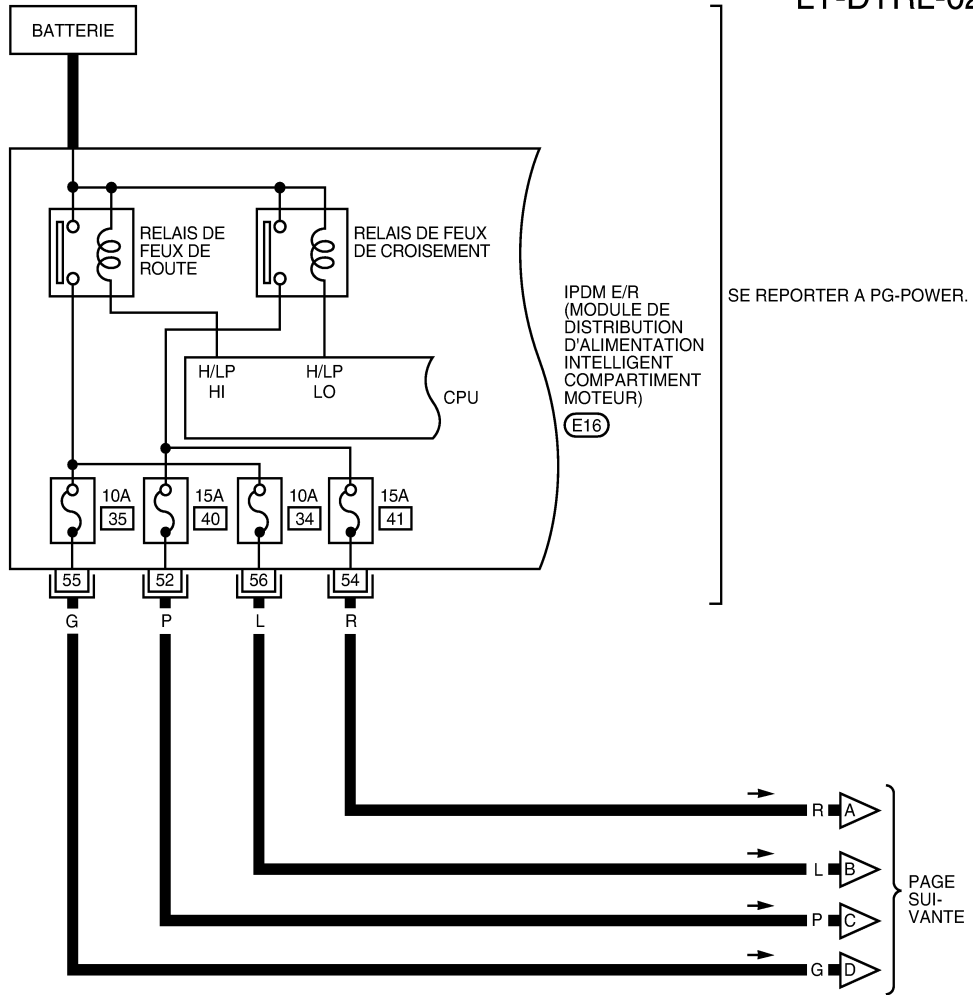 BATTERIE
RELAIS DE
FEUX DE
ROUTE
RELAIS DE FEUX
DE CROISEMENT
IPDM E/R
(MODULE DE
DISTRIBUTION
D'ALIMENTATION
INTELLIGENT
COMPARTIMENT
MOTEUR)
E16
SE REPORTER A PG-POWER.
H/LP
HI
H/LP
LO
CPU
10A
35
15A
40
10A
34
15A
41
55
52
56
54
G
P
L
R
R
A
L
B
P
C
G
D
PAGE
SUI-
VANTE